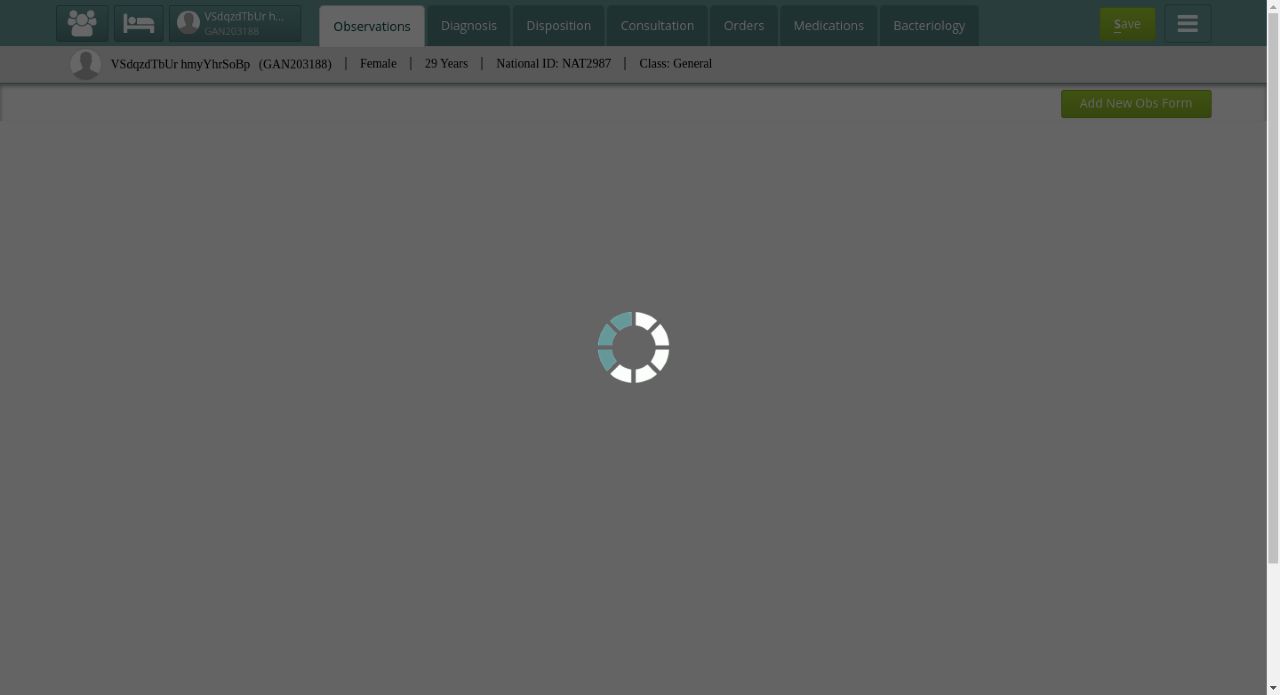 VSdqzdTbUr h...
GAN203188
Observations
Diagnosis
Disposition
Consultation
Orders
Medications
Bacteriology
Save
VSdqzdTbUr hmyYhrSoBp (GAN203188) | Female | 29 Years | National ID: NAT2987 | Class: General
Add New Obs Form